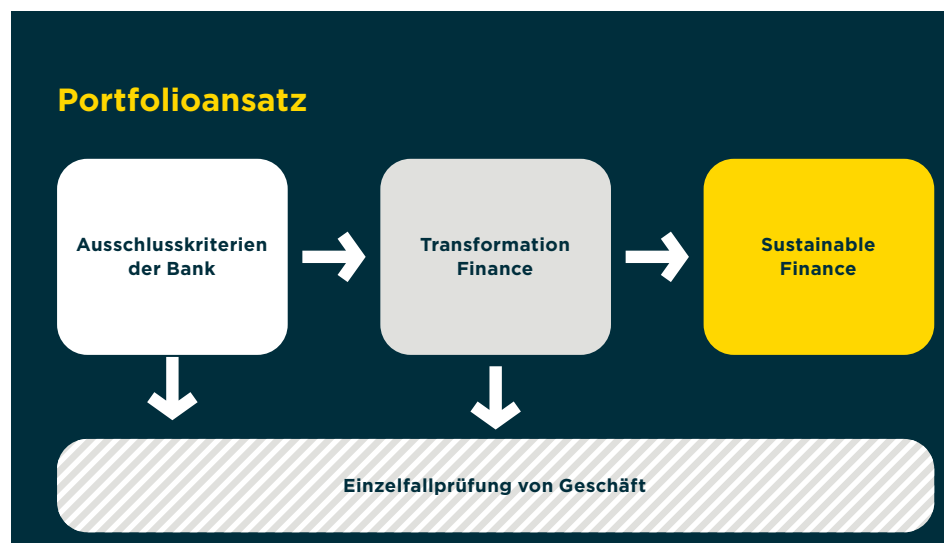 Portfolioansatz
Ausschlusskriterien
der Bank
Transformation
Finance
Sustainable
Finance
Einzelfallprüfung von Geschäft